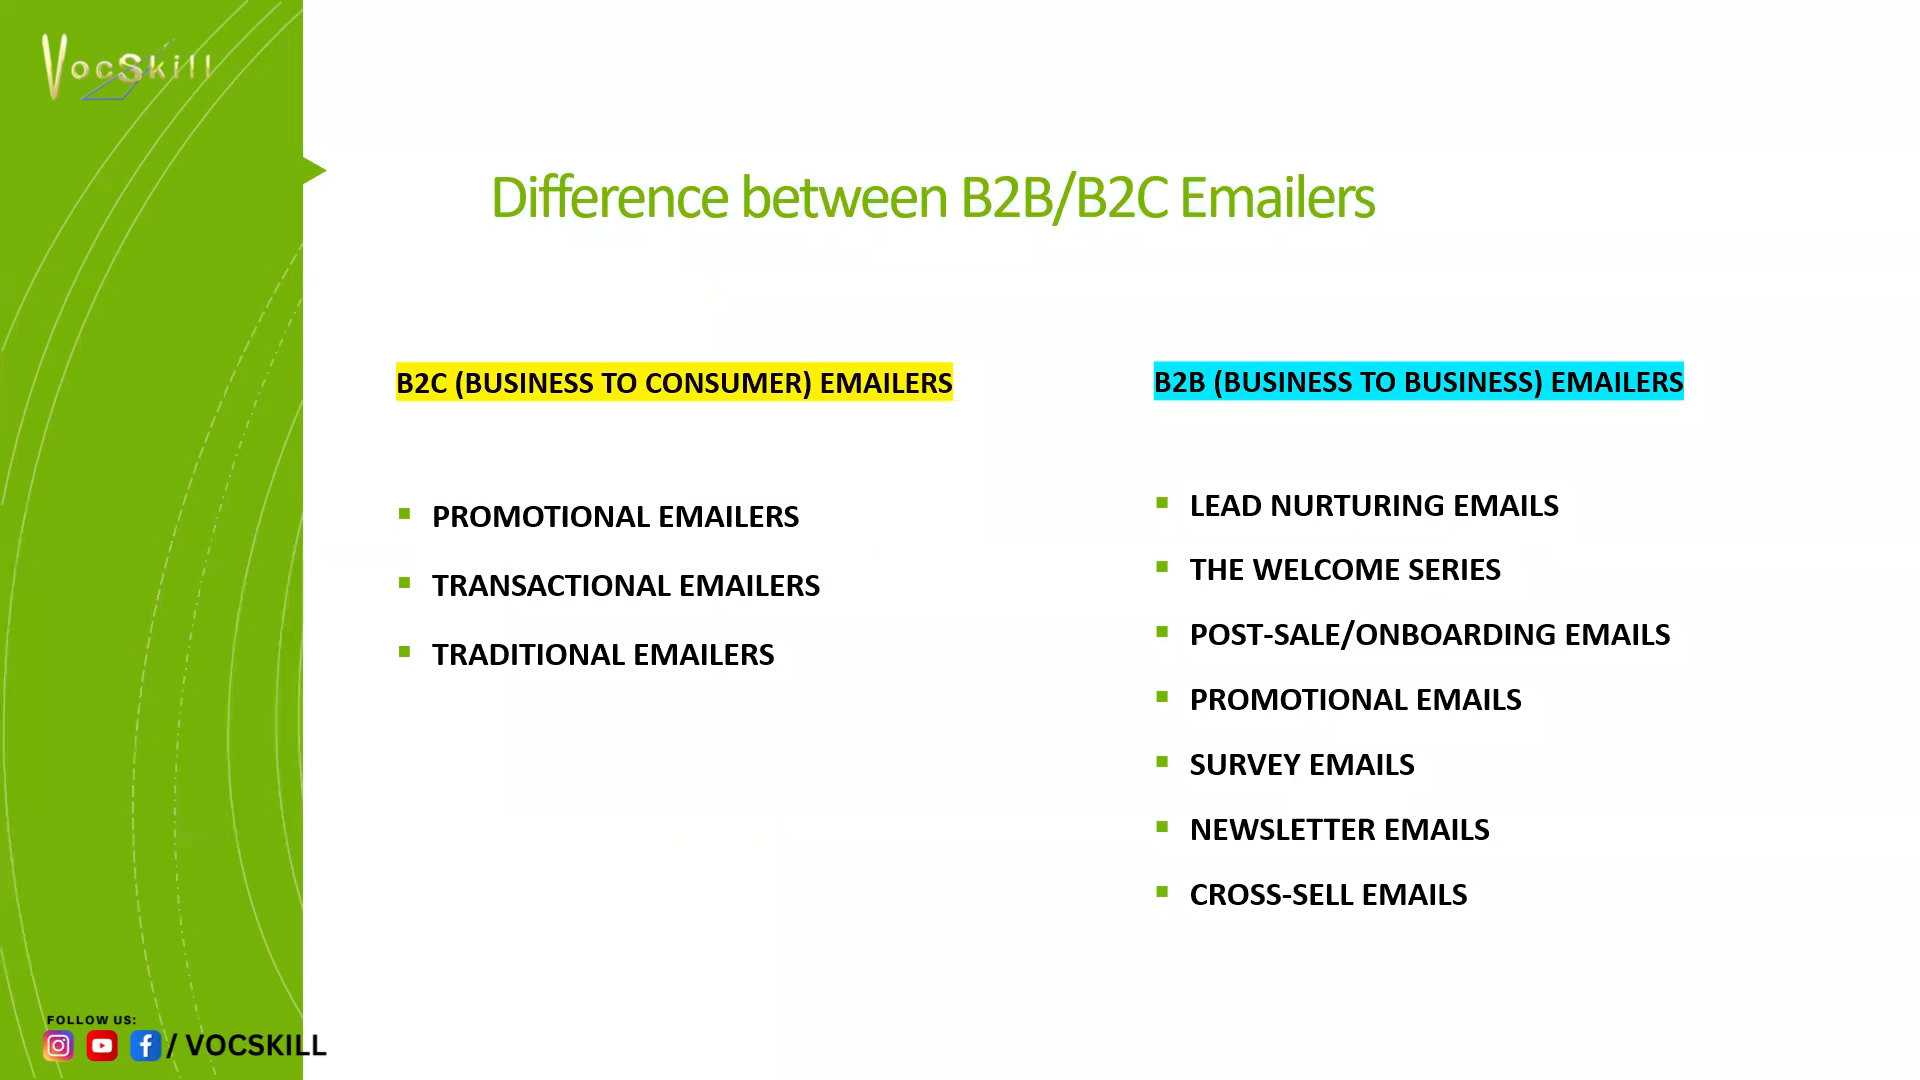 VocSkill
Difference between B2B/B2C Emailers
B2C (BUSINESS TO CONSUMER) EMAILERS
PROMOTIONAL EMAILERS
TRANSACTIONAL EMAILERS
TRADITIONAL EMAILERS
B2B (BUSINESS TO BUSINESS) EMAILERS
LEAD NURTURING EMAILS
THE WELCOME SERIES
POST-SALE/ONBOARDING EMAILS
PROMOTIONAL EMAILS
SURVEY EMAILS
NEWSLETTER EMAILS
CROSS-SELL EMAILS
FOLLOW US:
/ VOCSKILL